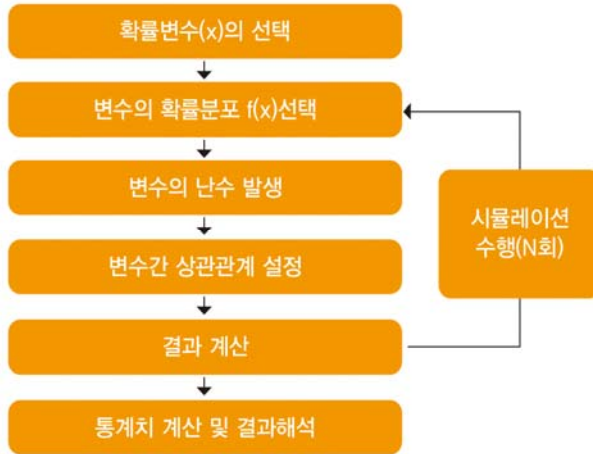 확률변수(x)의 선택
변수의 확률분포 f(x)선택
변수의 난수 발생
변수간 상관관계 설정
결과 계산
통계치 계산 및 결과해석
시뮬레이션
수행(N회)